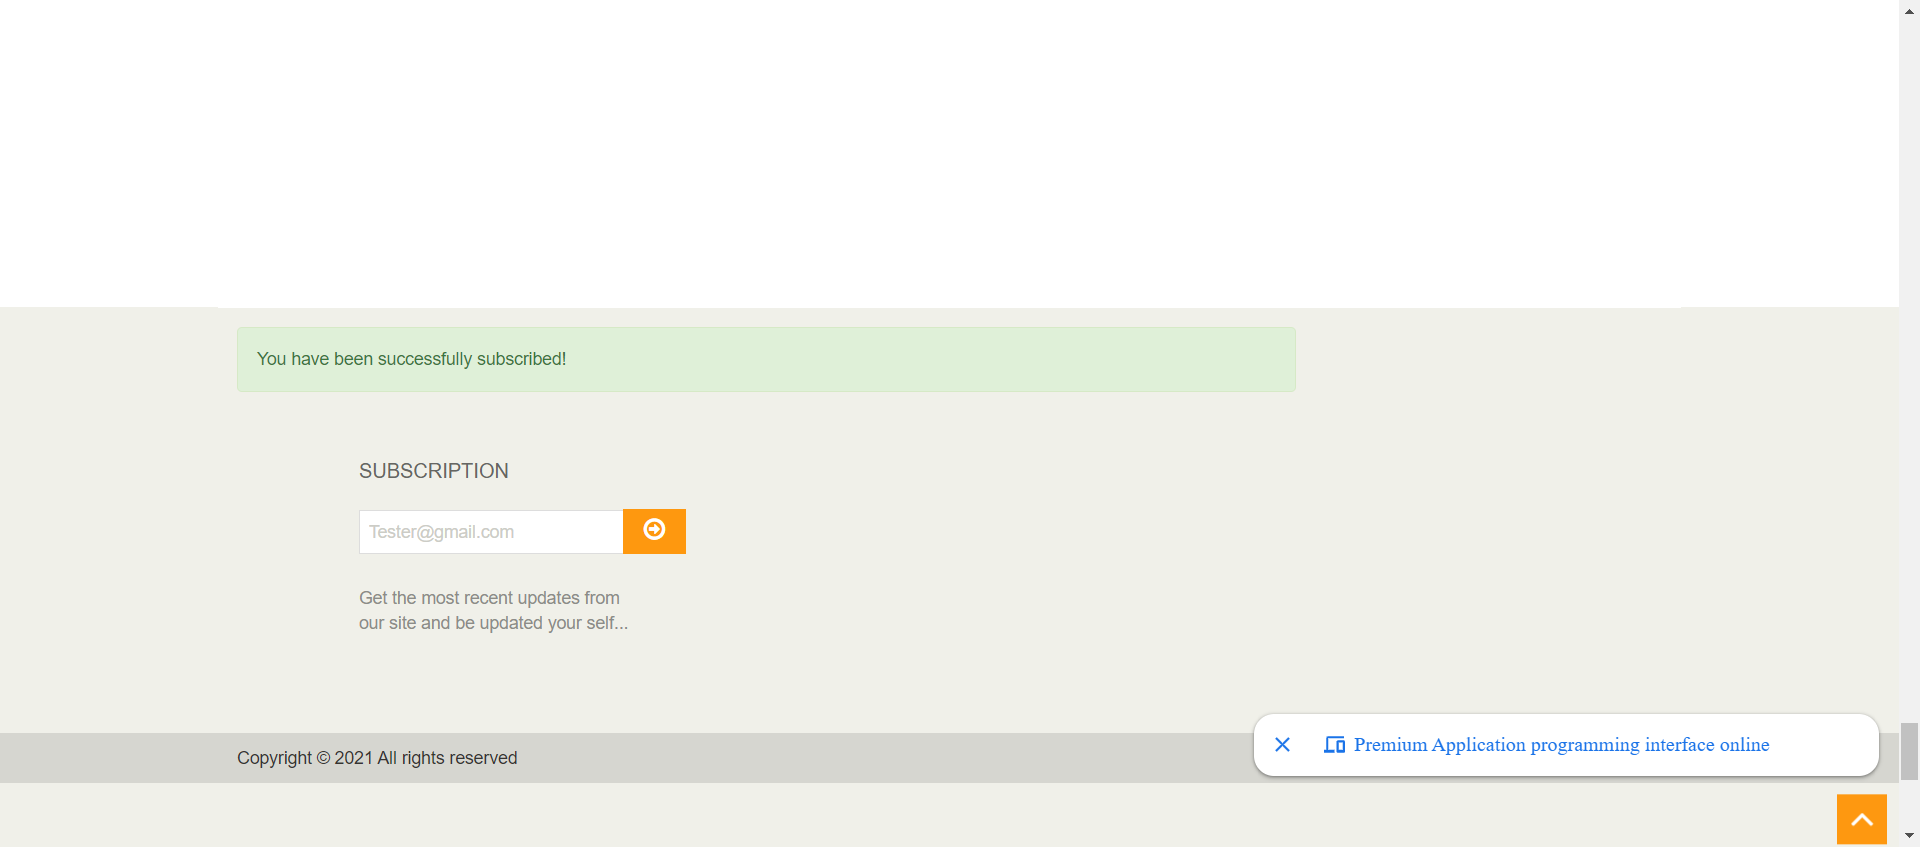 You have been successfully subscribed!
SUBSCRIPTION
Tester@gmail.com
Get the most recent updates from
our site and be updated your self...
Copyright © 2021 All rights reserved
Premium Application programming interface online